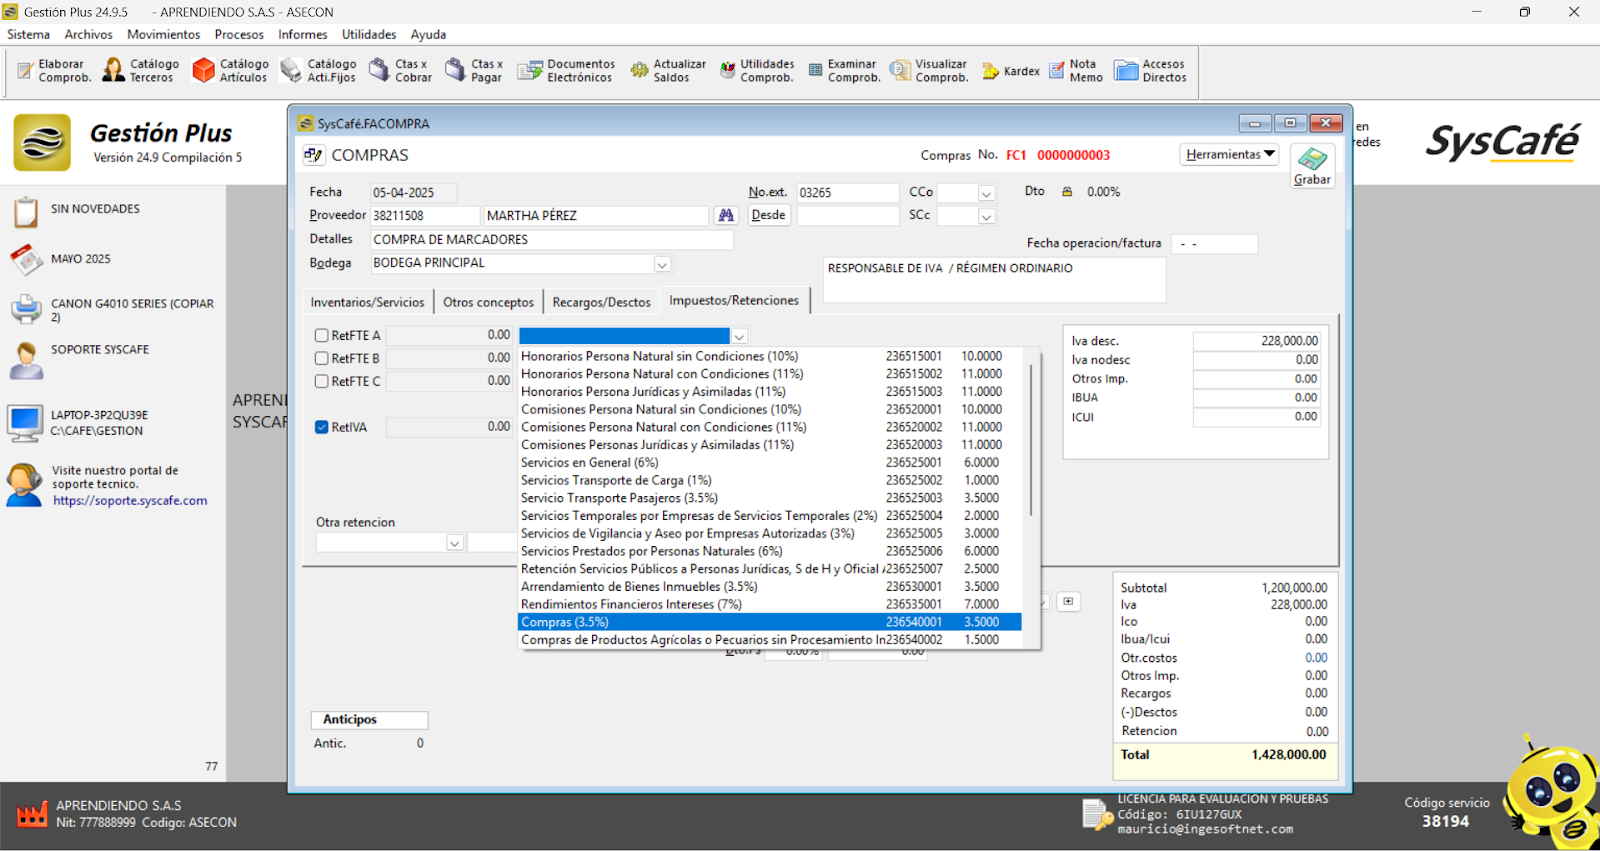 Gestión Plus 24.9.5 - APRENDIENDO S.A.S - ASECON
Sistema Archivos Movimientos Procesos Informes Utilidades Ayuda
Elaborar Comprob.
Catálogo Terceros
Catálogo Artículos
Catálogo Acti.Fijos
Ctas x Cobrar
Ctas x Pagar
Documentos Electrónicos
Actualizar Saldos
Utilidades Comprob.
Examinar Comprob.
Visualizar Comprob.
Kardex
Nota Memo
Accesos Directos
Gestión Plus
Versión 24.9 Compilación 5
en
redes
SysCafé
SIN NOVEDADES
MAYO 2025
CANON G4010 SERIES (COPIAR
2)
SOPORTE SYSCAFE
LAPTOP-3P2QU39E
C:\CAFE\GESTION
Visite nuestro portal de
soporte tecnico.
https://soporte.syscafe.com
77
APREN
SYSCAF
SysCafé.FACOMPRA
COMPRAS
Compras No. FC1 0000000003
Herramientas
Grabar
Fecha 05-04-2025
No.ext. 03265
CCo
Dto 0.00%
Proveedor 38211508 MARTHA PÉREZ
Desde
SCc
Detalles COMPRA DE MARCADORES
Fecha operacion/factura - -
Bodega BODEGA PRINCIPAL
RESPONSABLE DE IVA / RÉGIMEN ORDINARIO
Inventarios/Servicios Otros conceptos Recargos/Desctos Impuestos/Retenciones
RetFTE A 0.00
RetFTE B 0.00
RetFTE C 0.00
RetIVA 0.00
Otra retencion
Honorarios Persona Natural sin Condiciones (10%) 236515001 10.0000
Honorarios Persona Natural con Condiciones (11%) 236515002 11.0000
Honorarios Persona Jurídicas y Asimiladas (11%) 236515003 11.0000
Comisiones Persona Natural sin Condiciones (10%) 236520001 10.0000
Comisiones Persona Natural con Condiciones (11%) 236520002 11.0000
Comisiones Personas Jurídicas y Asimiladas (11%) 236520003 11.0000
Servicios en General (6%) 236525001 6.0000
Servicios Transporte de Carga (1%) 236525002 1.0000
Servicio Transporte Pasajeros (3.5%) 236525003 3.5000
Servicios Temporales por Empresas de Servicios Temporales (2%) 236525004 2.0000
Servicios de Vigilancia y Aseo por Empresas Autorizadas (3%) 236525005 3.0000
Servicios Prestados por Personas Naturales (6%) 236525006 6.0000
Retención Servicios Públicos a Personas Jurídicas, S de H y Oficial 236525007 2.5000
Arrendamiento de Bienes Inmuebles (3.5%) 236530001 3.5000
Rendimientos Financieros Intereses (7%) 236535001 7.0000
Compras (3.5%) 236540001 3.5000
Compras de Productos Agrícolas o Pecuarios sin Procesamiento In 236540002 1.5000
Iva desc. 228,000.00
Iva nodesc 0.00
Otros Imp. 0.00
IBUA 0.00
ICUI 0.00
Dto.F$ 0.00% 0.00
Subtotal 1,200,000.00
Iva 228,000.00
Ico 0.00
Ibua/Icui 0.00
Otr.costos 0.00
Otros Imp. 0.00
Recargos 0.00
(-)Desctos 0.00
Retencion 0.00
Total 1,428,000.00
Anticipos
Antic. 0
APRENDIENDO S.A.S
Nit: 777888999 Codigo: ASECON
LICENCIA PARA EVALUACION Y PRUEBAS
Código: 6IU127GUX
mauricio@ingesoftnet.com
Código servicio
38194